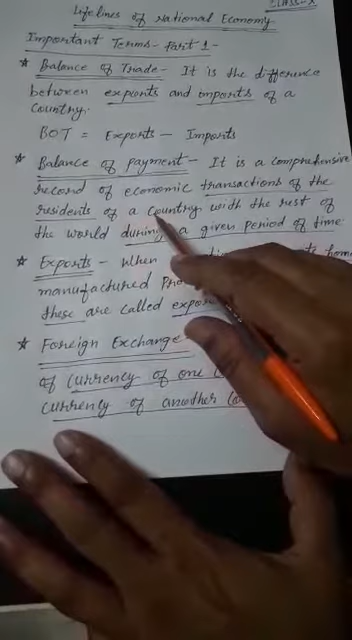 CLASS-X
Lifelines of National Economy
Important Terms - Part 1 -
★ Balance of Trade - It is the difference
between exports and imports of a
country.
BOT = Exports - Imports
★ Balance of payment - It is a comprehensive
record of economic transactions of the
residents of a country with the rest of
the world during a given period of time.
★ Exports - When home
manufactured
these are called
★ Foreign Exchange
of currency of one
currency of another